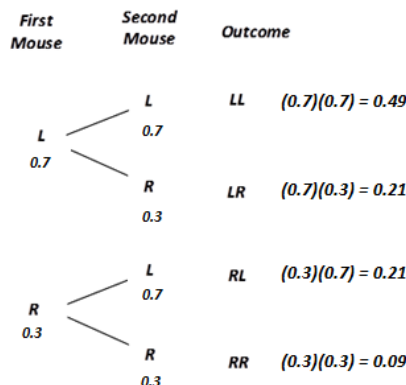 First Mouse Second Mouse Outcome
L LL (0.7)(0.7) = 0.49
0.7
L
0.7
R LR (0.7)(0.3) = 0.21
0.3
L RL (0.3)(0.7) = 0.21
0.7
R
0.3
R RR (0.3)(0.3) = 0.09
0.3